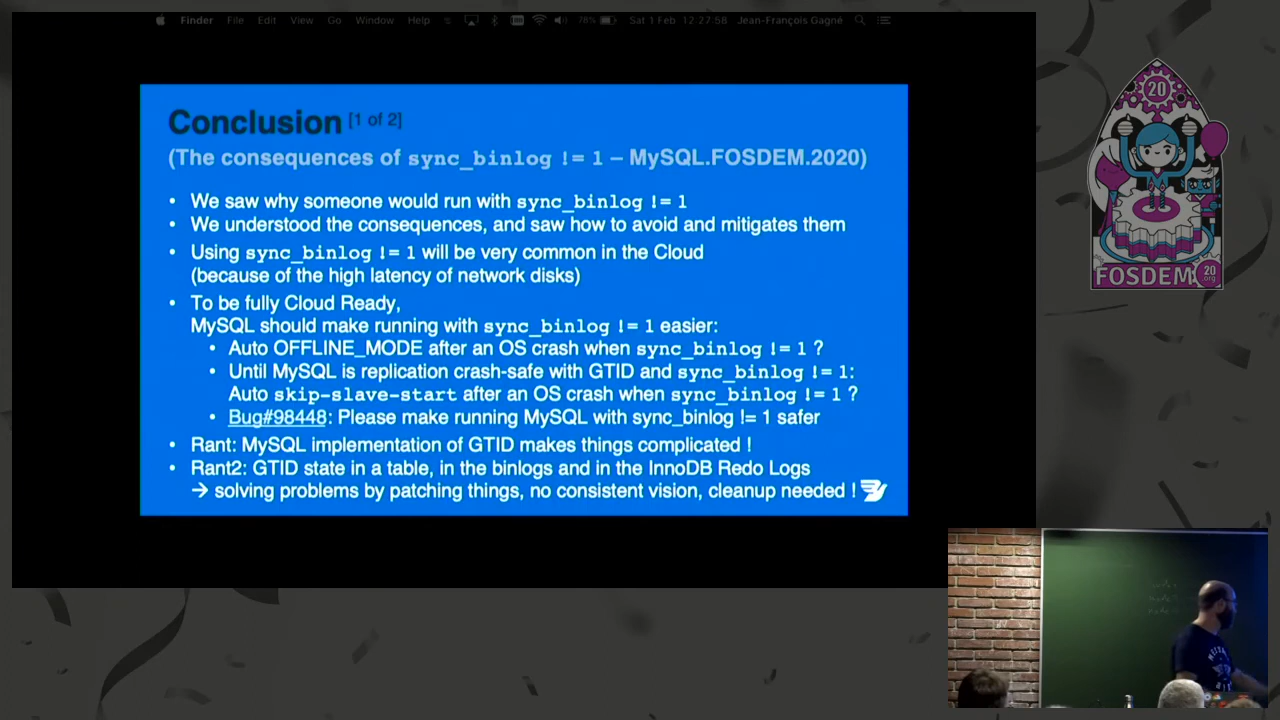 Finder File Edit View Go Window Help 78% Sat 1 Feb 12:27:58 Jean-François Gagné
Conclusion [1 of 2]
(The consequences of sync_binlog != 1 – MySQL.FOSDEM.2020)
• We saw why someone would run with sync_binlog != 1
• We understood the consequences, and saw how to avoid and mitigates them
• Using sync_binlog != 1 will be very common in the Cloud
(because of the high latency of network disks)
• To be fully Cloud Ready,
MySQL should make running with sync_binlog != 1 easier:
• Auto OFFLINE_MODE after an OS crash when sync_binlog != 1 ?
• Until MySQL is replication crash-safe with GTID and sync_binlog != 1:
Auto skip-slave-start after an OS crash when sync_binlog != 1 ?
• Bug#98448: Please make running MySQL with sync_binlog != 1 safer
• Rant: MySQL implementation of GTID makes things complicated !
• Rant2: GTID state in a table, in the binlogs and in the InnoDB Redo Logs
→ solving problems by patching things, no consistent vision, cleanup needed !
20
FOSDEM
20
.org